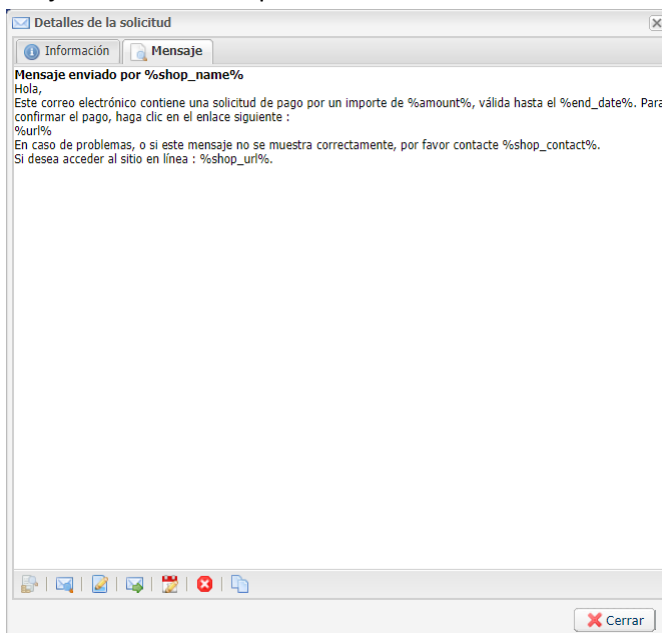 Detalles de la solicitud
Información
Mensaje
Mensaje enviado por %shop_name%
Hola,
Este correo electrónico contiene una solicitud de pago por un importe de %amount%, válida hasta el %end_date%. Para
confirmar el pago, haga clic en el enlace siguiente :
%url%
En caso de problemas, o si este mensaje no se muestra correctamente, por favor contacte %shop_contact%.
Si desea acceder al sitio en línea : %shop_url%.
Cerrar